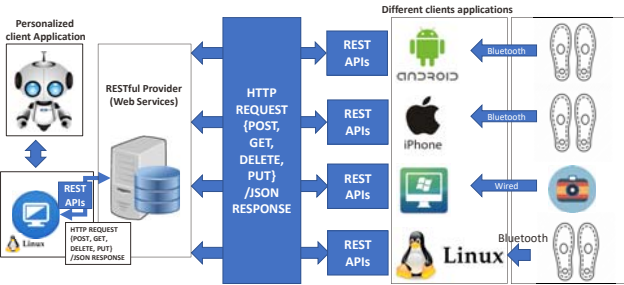 Personalized
client Application
Different clients applications
RESTful Provider
(Web Services)
HTTP
REQUEST
{POST,
GET,
DELETE,
PUT}
/JSON
RESPONSE
REST
APIs
REST
APIs
REST
APIs
REST
APIs
REST
APIs
Linux
HTTP REQUEST
{POST, GET,
DELETE, PUT}
/JSON RESPONSE
ANDROID
iPhone
Linux
Bluetooth
Bluetooth
Wired
Bluetooth